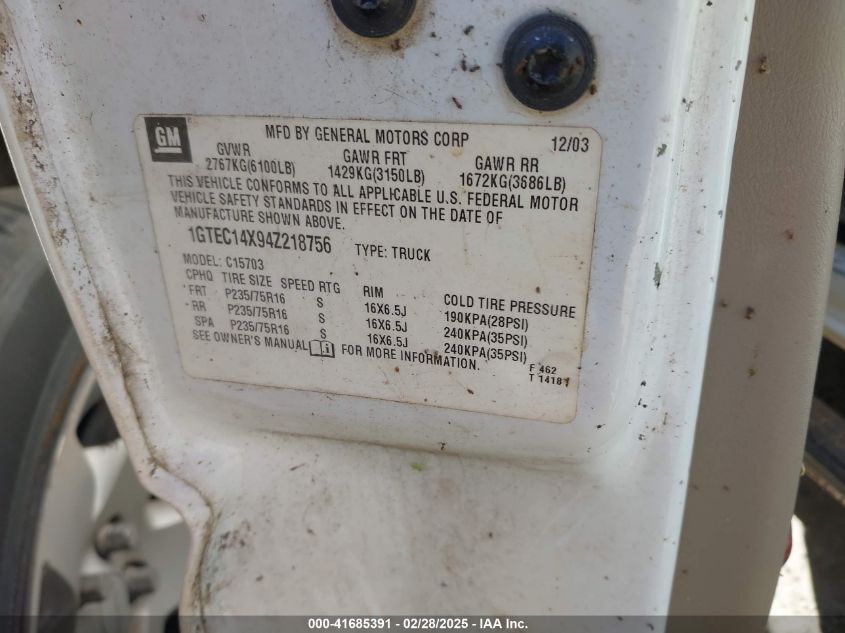 GM
MFD BY GENERAL MOTORS CORP 12/03
GVWR GAWR FRT GAWR RR
2767KG(6100LB) 1429KG(3150LB) 1672KG(3686LB)
THIS VEHICLE CONFORMS TO ALL APPLICABLE U.S. FEDERAL MOTOR
VEHICLE SAFETY STANDARDS IN EFFECT ON THE DATE OF
MANUFACTURE SHOWN ABOVE.
1GTEC14X94Z218756 TYPE: TRUCK
MODEL: C15703
CPHQ TIRE SIZE SPEED RTG RIM COLD TIRE PRESSURE
FRT P235/75R16 S 16X6.5J 190KPA(28PSI)
RR P235/75R16 S 16X6.5J 240KPA(35PSI)
SPA P235/75R16 S 16X6.5J 240KPA(35PSI)
SEE OWNER'S MANUAL FOR MORE INFORMATION.
F 462
T 14181
000-41685391 / 02/28/2025 - IAA Inc.